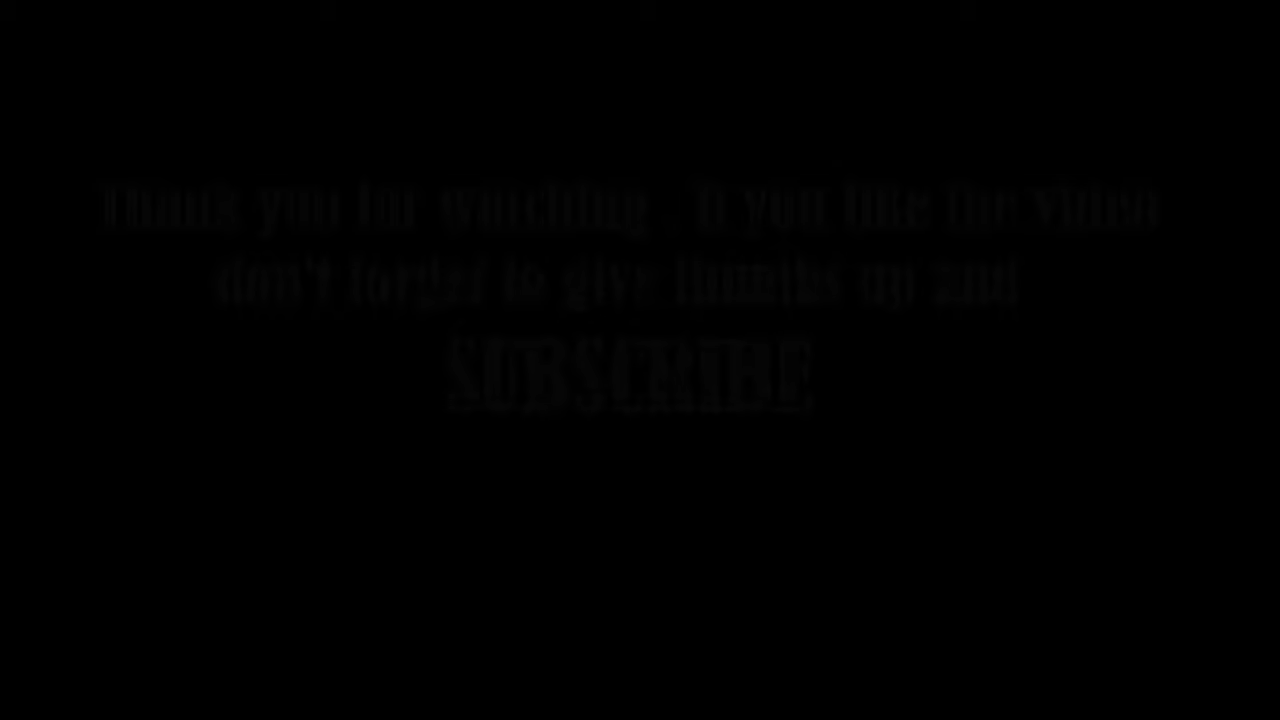 Thank you for watching . If you like the video
don't forget to give thumbs up and
SUBSCRIBE